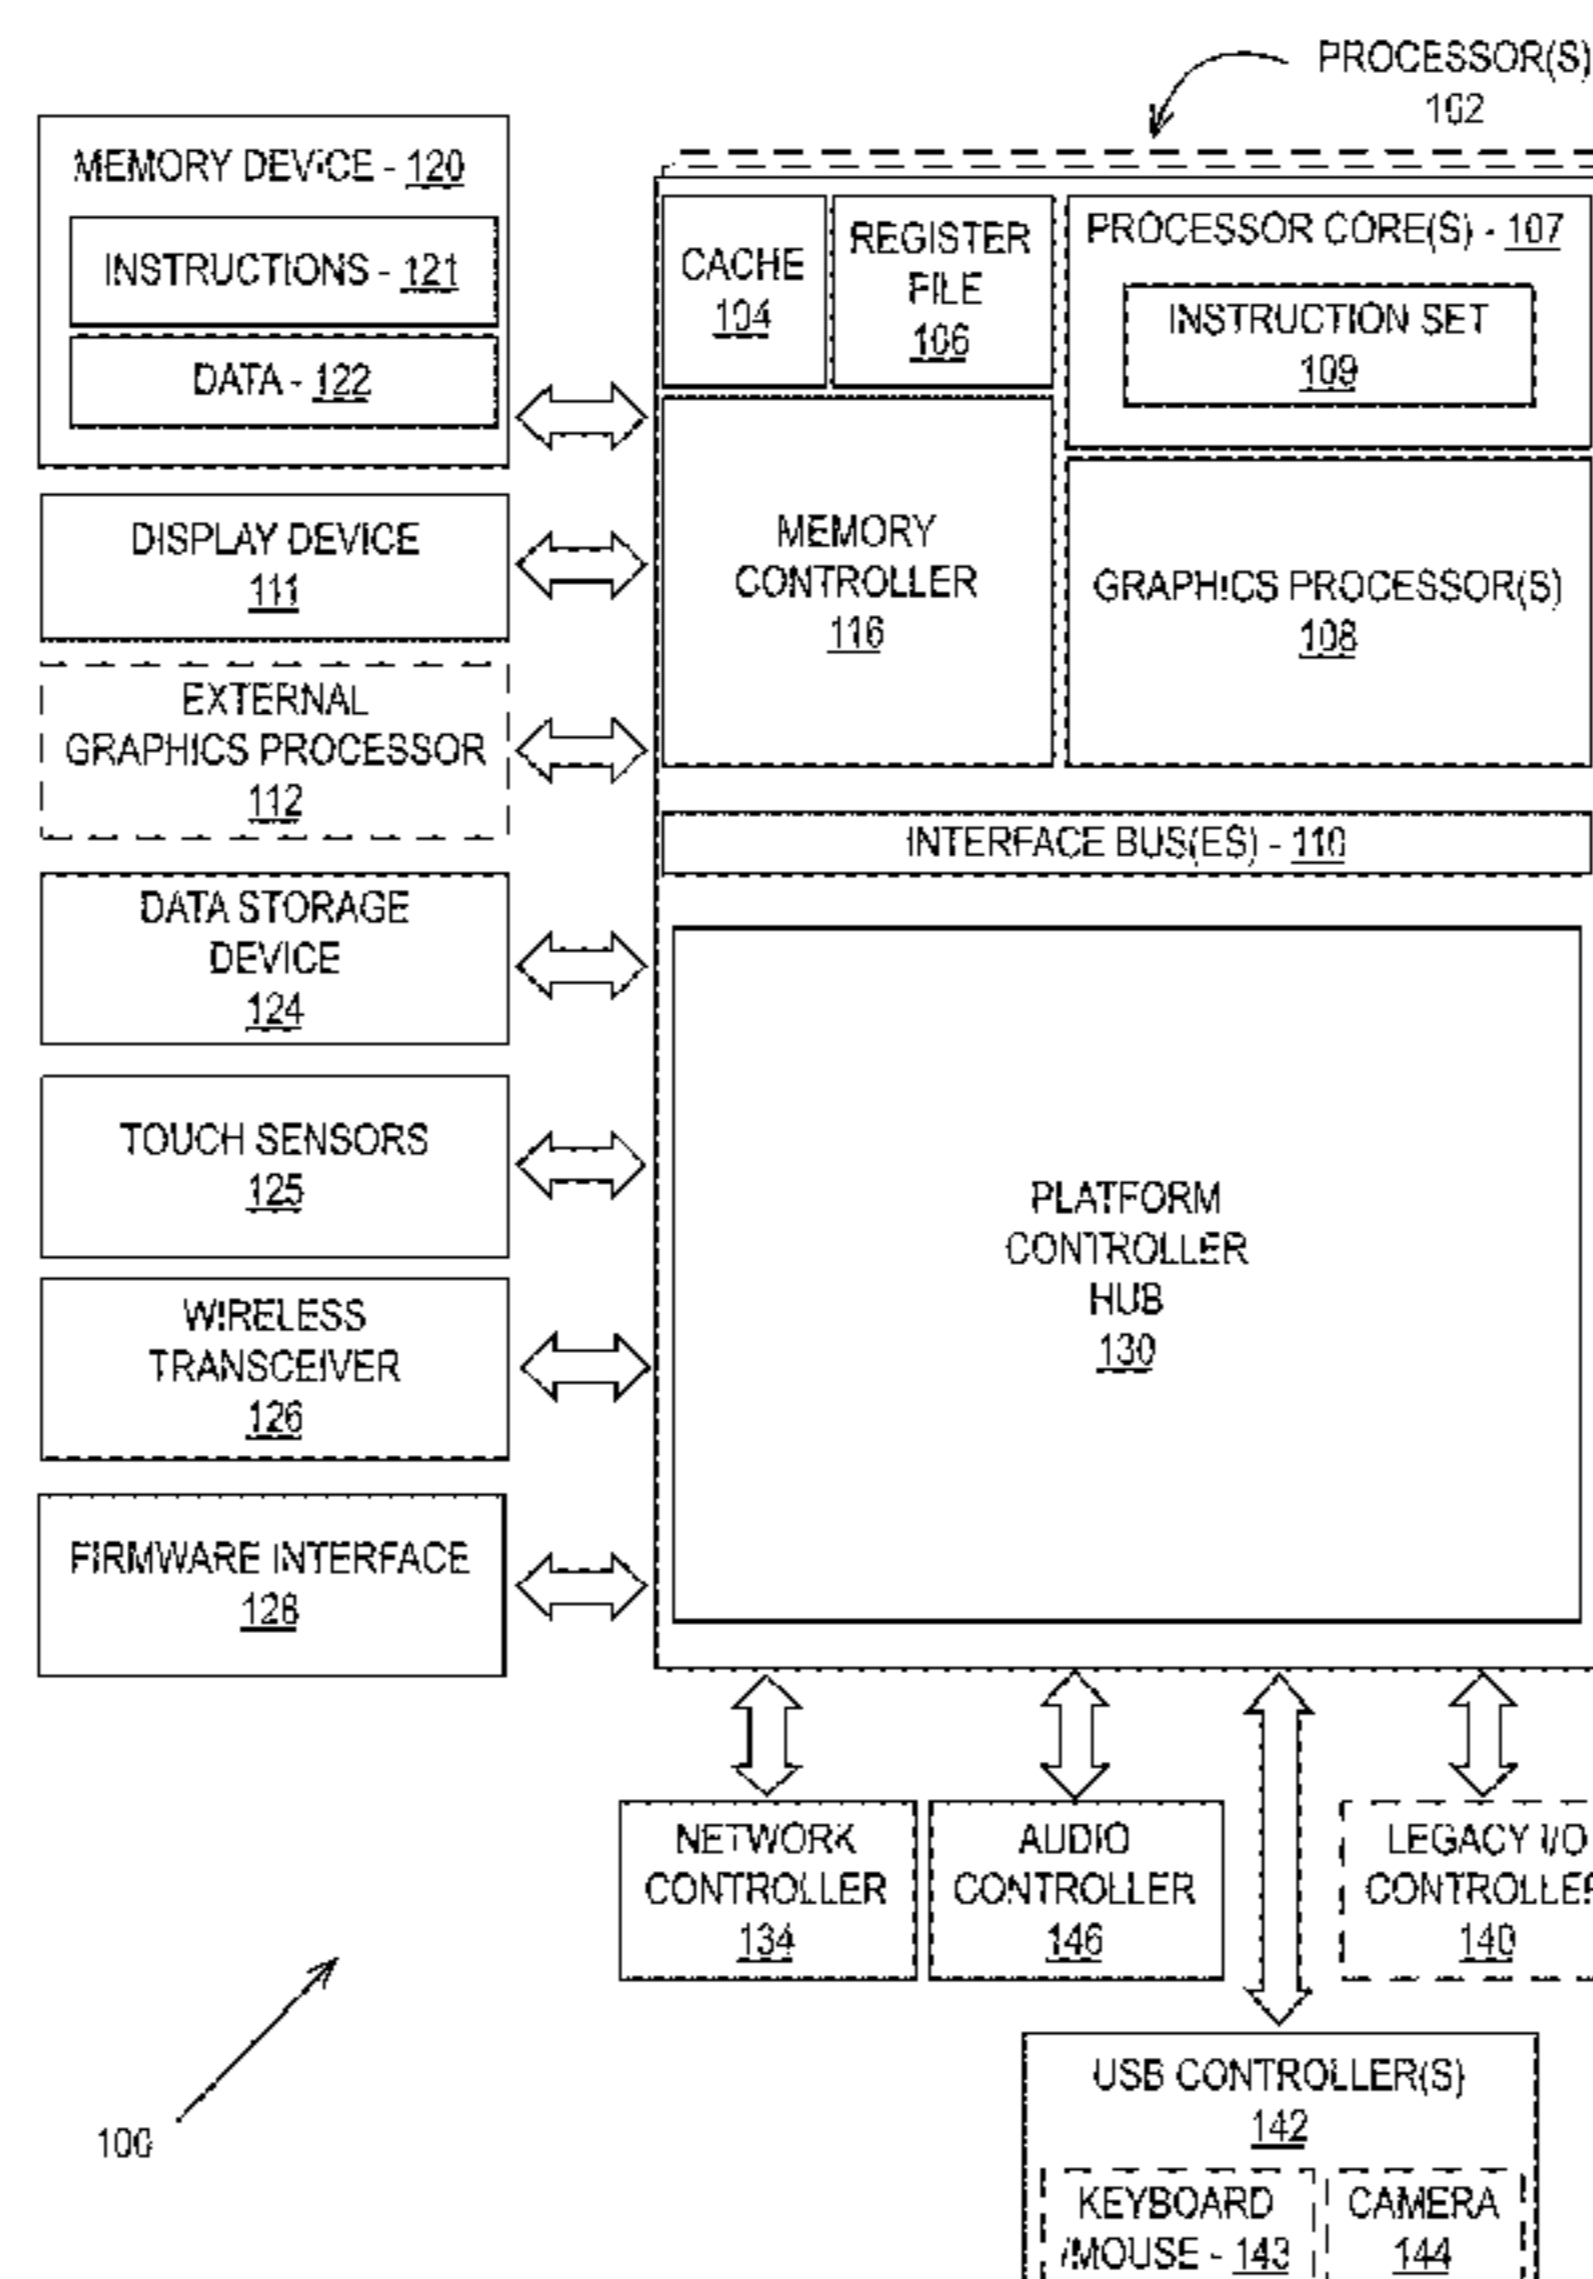 PROCESSOR(S)
102
MEMORY DEVICE - 120
INSTRUCTIONS - 121
DATA - 122
DISPLAY DEVICE
111
EXTERNAL
GRAPHICS PROCESSOR
112
DATA STORAGE
DEVICE
124
TOUCH SENSORS
125
WIRELESS
TRANSCEIVER
126
FIRMWARE INTERFACE
128
CACHE
104
REGISTER
FILE
106
PROCESSOR CORE(S) - 107
INSTRUCTION SET
109
MEMORY
CONTROLLER
116
GRAPHICS PROCESSOR(S)
108
INTERFACE BUS(ES) - 110
PLATFORM
CONTROLLER
HUB
130
NETWORK
CONTROLLER
134
AUDIO
CONTROLLER
146
LEGACY I/O
CONTROLLER
140
USB CONTROLLER(S)
142
KEYBOARD
/MOUSE - 143
CAMERA
144
100